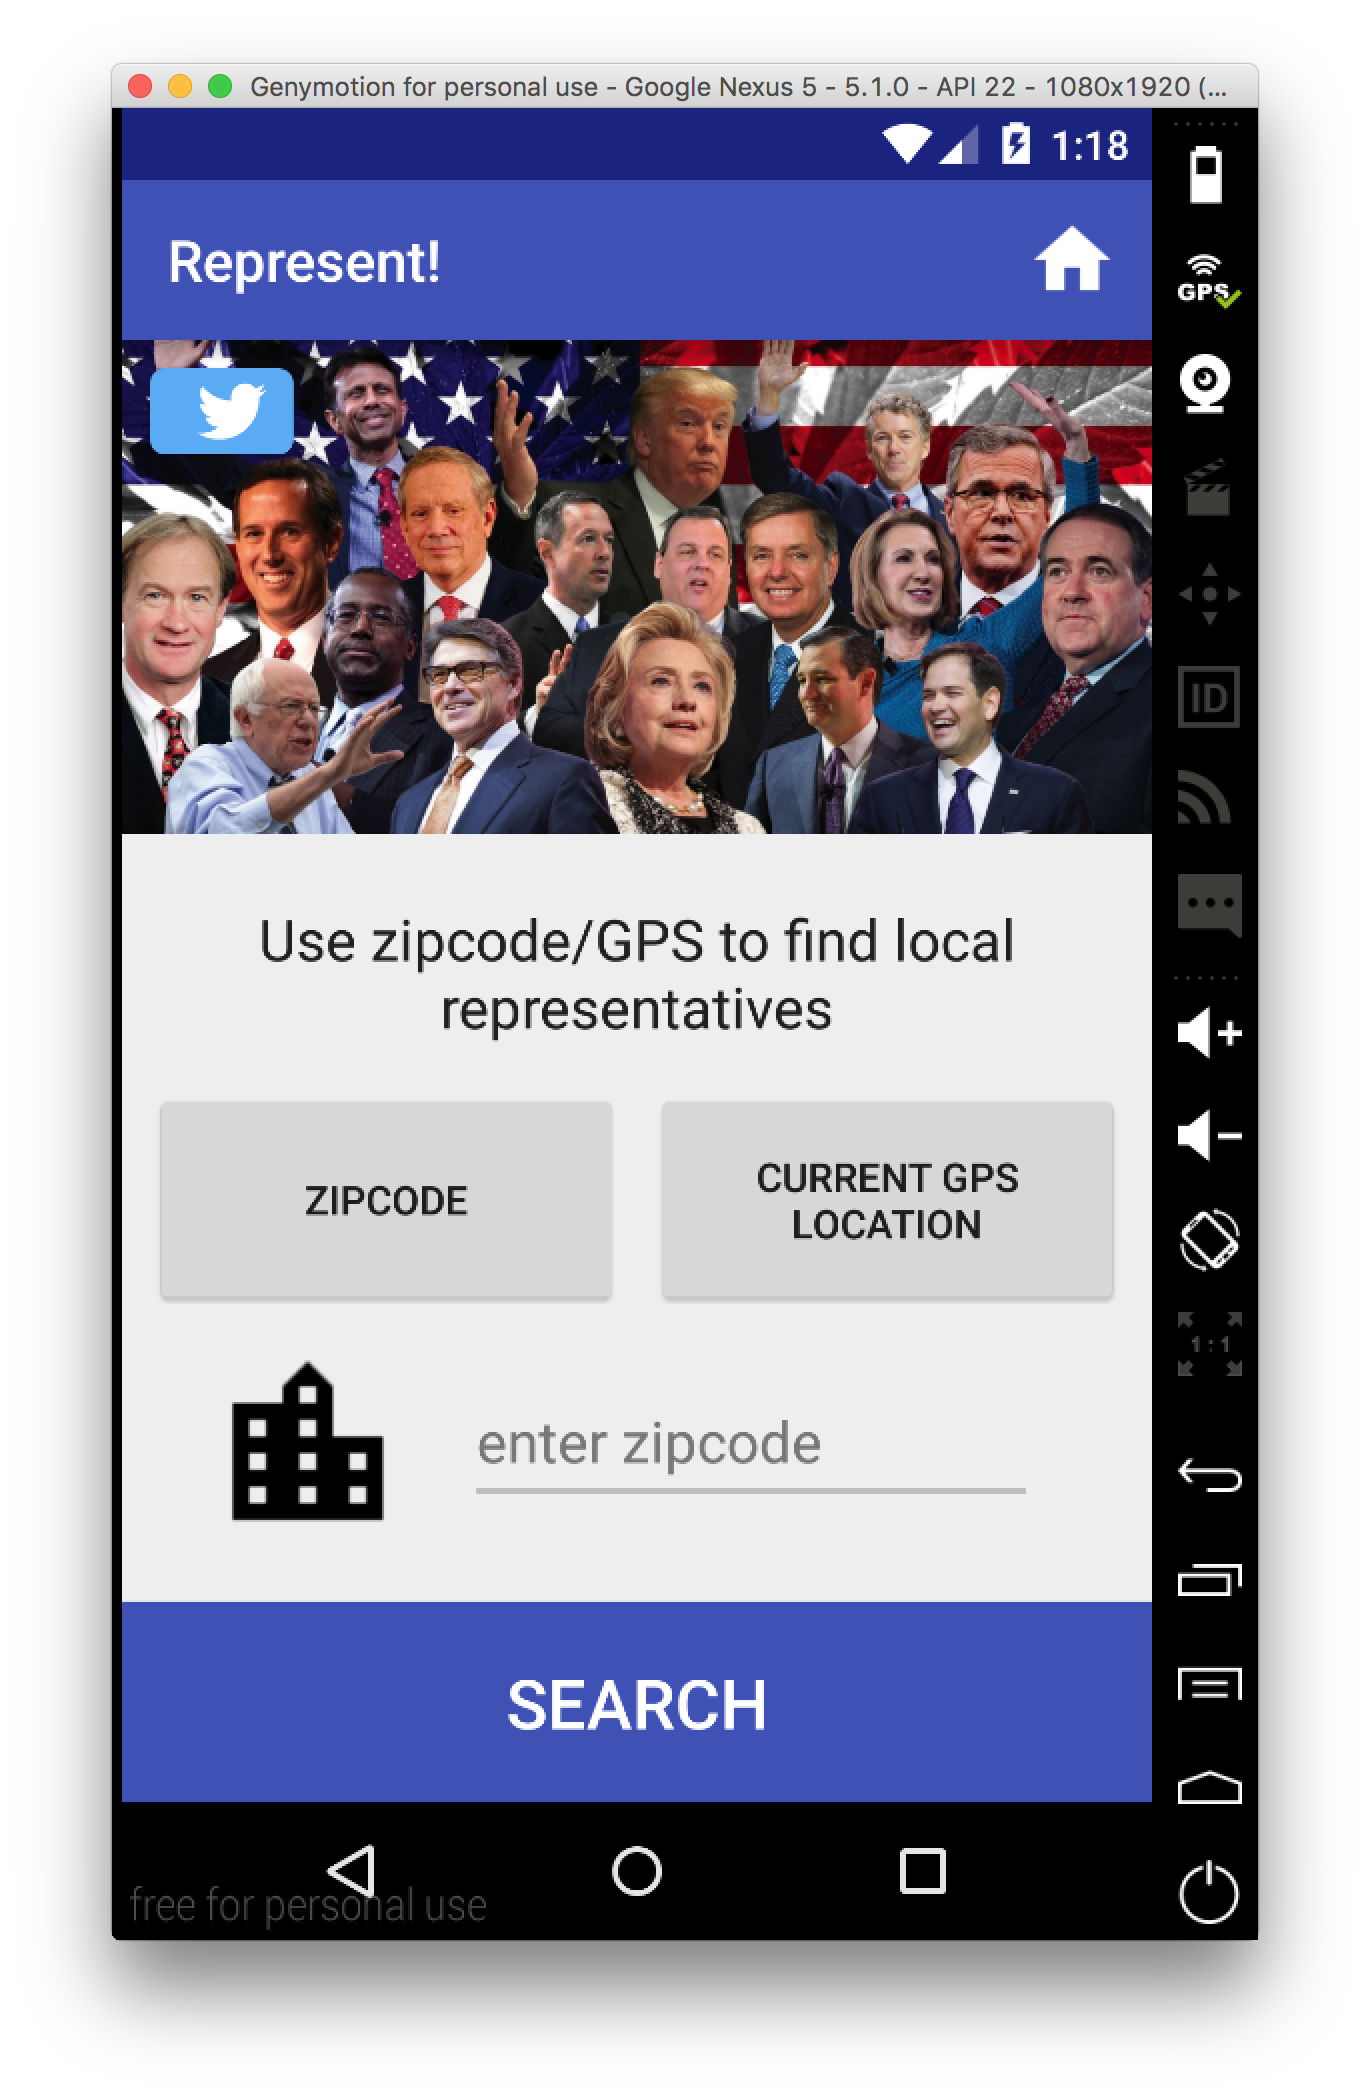 Genymotion for personal use - Google Nexus 5 - 5.1.0 - API 22 - 1080x1920 (...
1:18
Represent!
GPS
ID
Use zipcode/GPS to find local
representatives
ZIPCODE
CURRENT GPS
LOCATION
1:1
enter zipcode
SEARCH
free for personal use